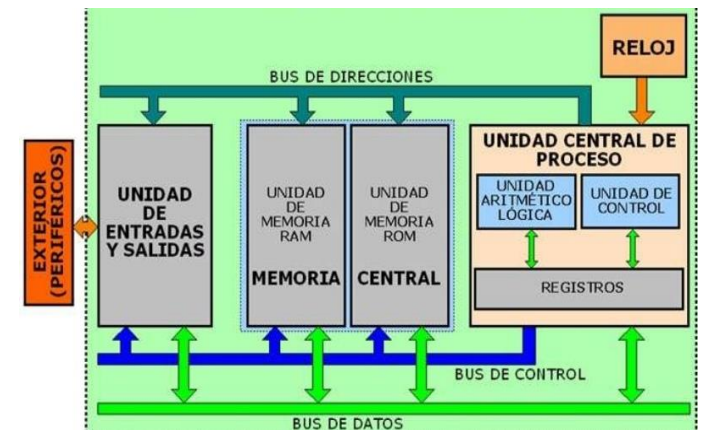 RELOJ
BUS DE DIRECCIONES
EXTERIOR
(PERIFÉRICOS)
UNIDAD
DE
ENTRADAS
Y SALIDAS
UNIDAD
DE
MEMORIA
RAM
MEMORIA
UNIDAD
DE
MEMORIA
ROM
CENTRAL
UNIDAD CENTRAL DE
PROCESO
UNIDAD
ARITMÉTICO
LÓGICA
UNIDAD DE
CONTROL
REGISTROS
BUS DE CONTROL
BUS DE DATOS